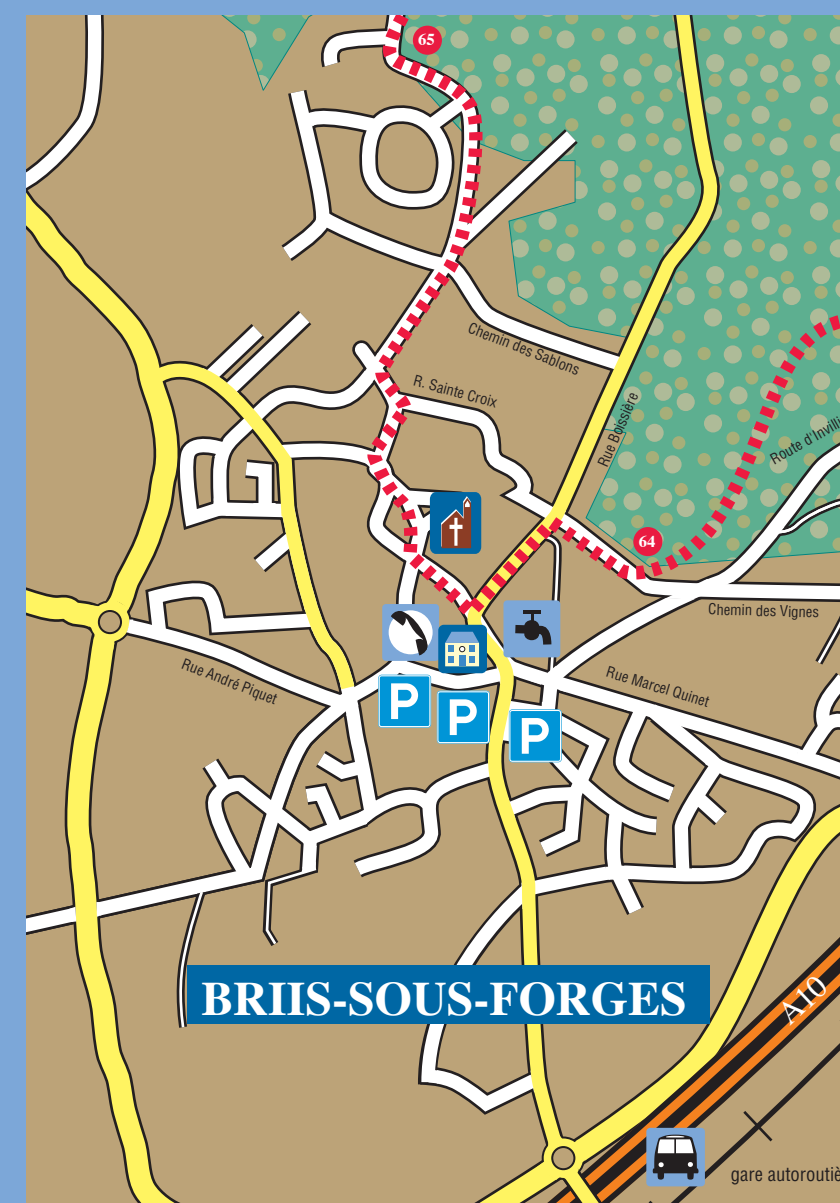 65
Chemin des Sablons
R. Sainte Croix
Rue Boissière
Route d'Invilli
64
Chemin des Vignes
Rue André Piquet
Rue Marcel Quinet
P
P
P
BRIIS-SOUS-FORGES
A10
gare autoroutiè